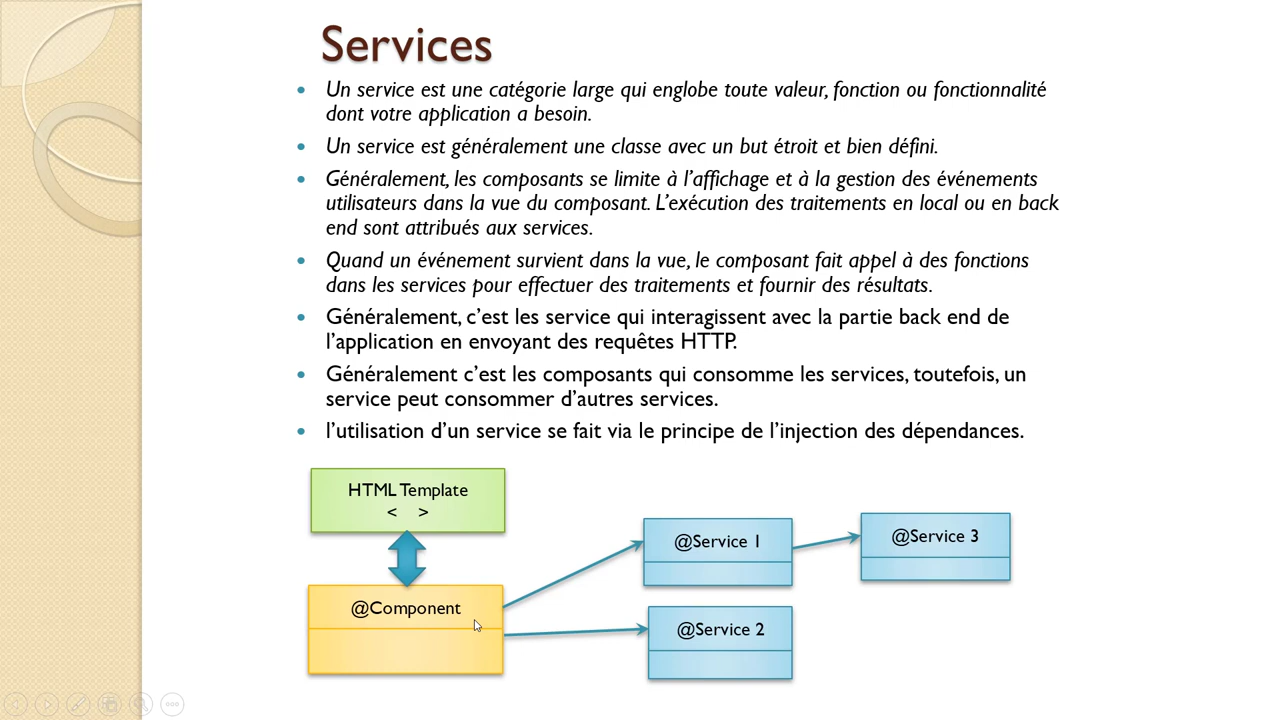 Services
Un service est une catégorie large qui englobe toute valeur, fonction ou fonctionnalité
dont votre application a besoin.
Un service est généralement une classe avec un but étroit et bien défini.
Généralement, les composants se limite à l'affichage et à la gestion des événements
utilisateurs dans la vue du composant. L'exécution des traitements en local ou en back
end sont attribués aux services.
Quand un événement survient dans la vue, le composant fait appel à des fonctions
dans les services pour effectuer des traitements et fournir des résultats.
Généralement, c'est les service qui interagissent avec la partie back end de
l'application en envoyant des requêtes HTTP.
Généralement c'est les composants qui consomme les services, toutefois, un
service peut consommer d'autres services.
l'utilisation d'un service se fait via le principe de l'injection des dépendances.
HTML Template
< >
@Component
@Service 1
@Service 2
@Service 3